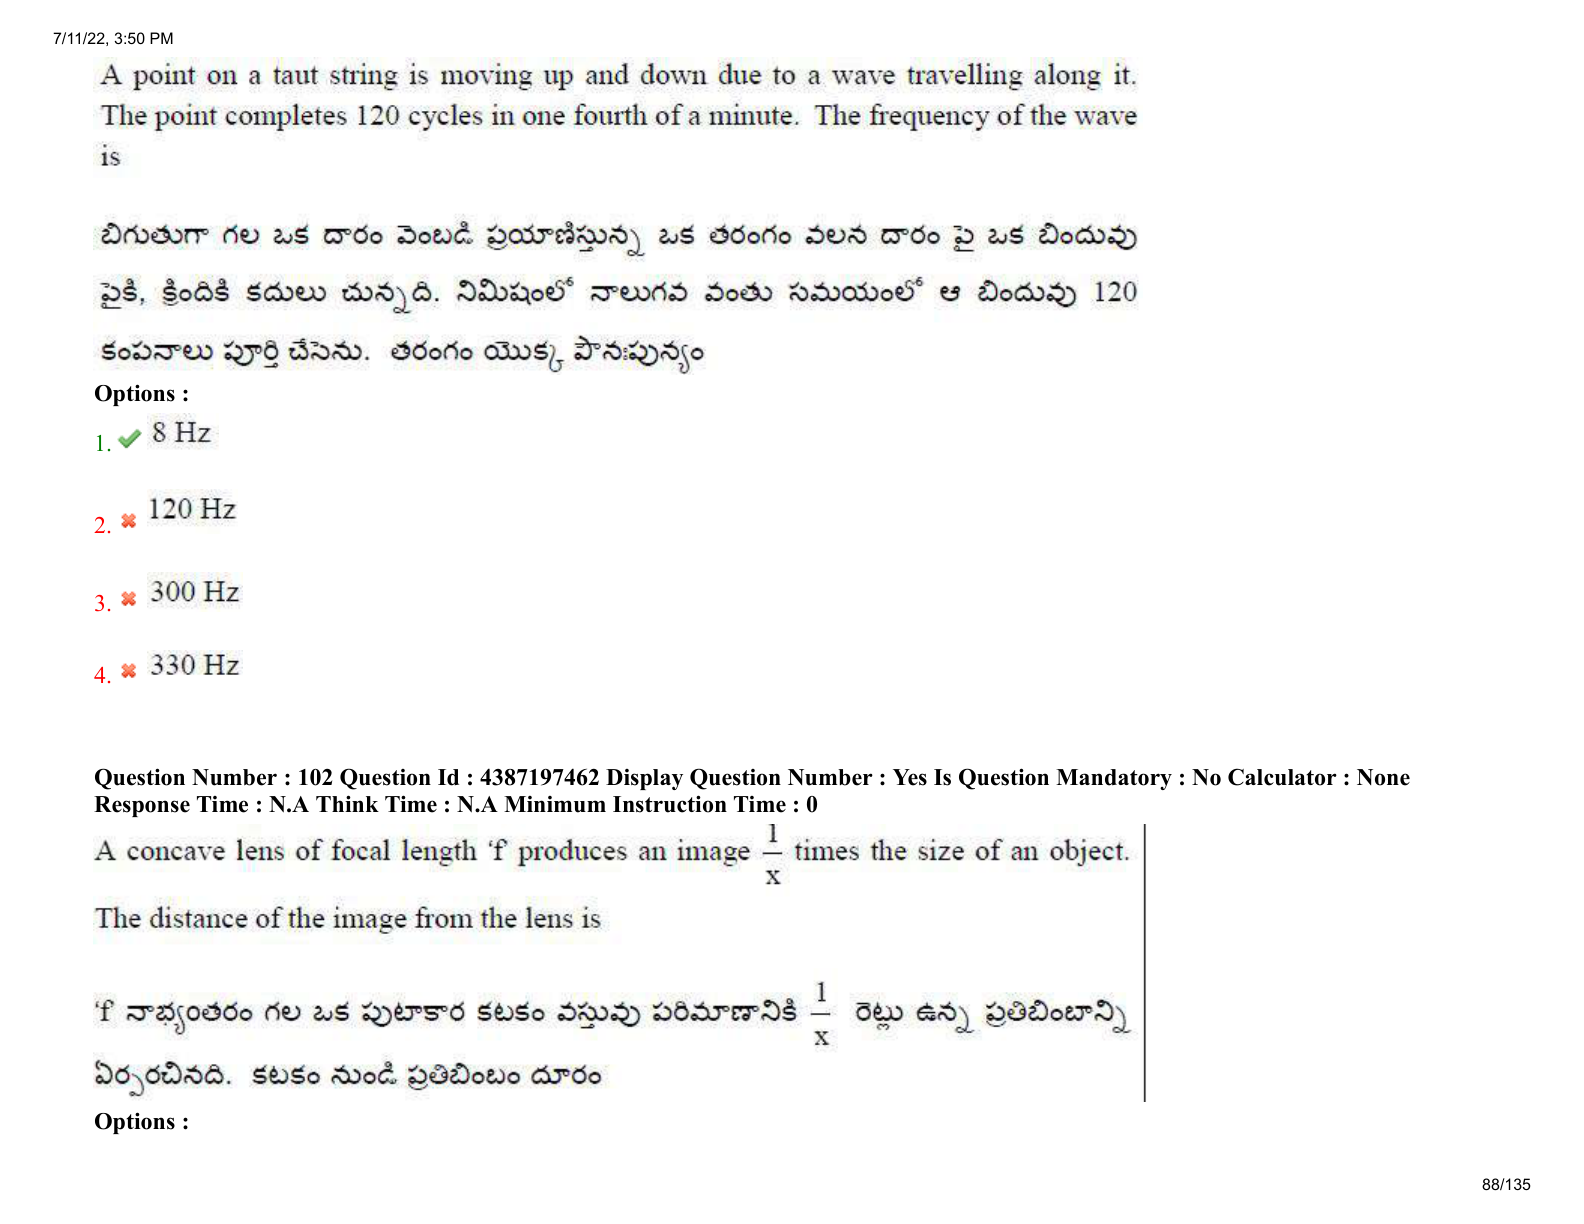 7/11/22, 3:50 PM
A point on a taut string is moving up and down due to a wave travelling along it.
The point completes 120 cycles in one fourth of a minute. The frequency of the wave
is
బిగుతుగా గల ఒక దారం వెంబడి ప్రయాణిస్తున్న ఒక తరంగం వలన దారం పై ఒక బిందువు
పైకి, క్రిందికి కదులు చున్నది. నిమిషంలో నాలుగవ వంతు సమయంలో ఆ బిందువు 120
కంపనాలు పూర్తి చేసెను. తరంగం యొక్క పౌనఃపున్యం
Options :
1. 8 Hz
2. 120 Hz
3. 300 Hz
4. 330 Hz
Question Number : 102 Question Id : 4387197462 Display Question Number : Yes Is Question Mandatory : No Calculator : None
Response Time : N.A Think Time : N.A Minimum Instruction Time : 0
A concave lens of focal length ‘f’ produces an image 1/x times the size of an object.
The distance of the image from the lens is
‘f’ నాభ్యంతరం గల ఒక పుటాకార కటకం వస్తువు పరిమాణానికి 1/x రెట్లు ఉన్న ప్రతిబింబాన్ని
ఏర్పరచినది. కటకం నుండి ప్రతిబింబం దూరం
Options :
88/135